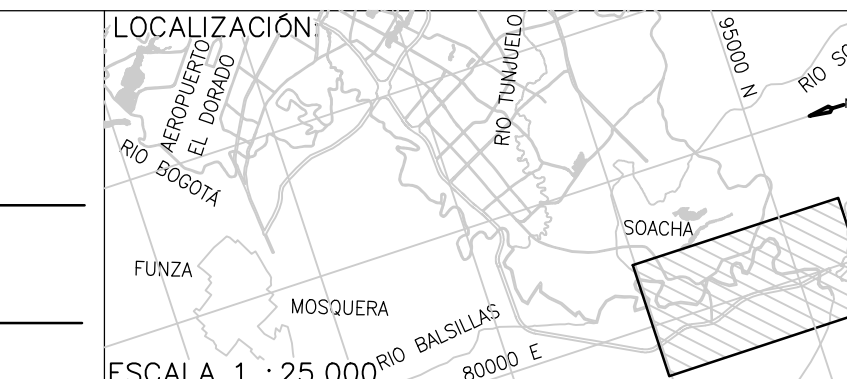 LOCALIZACIÓN:
AEROPUERTO
EL DORADO
RIO TUNJUELO
95000 N
RIO
RIO BOGOTÁ
SOACHA
FUNZA
MOSQUERA
RIO BALSILLAS
80000 E
ESCALA 1 : 25.000